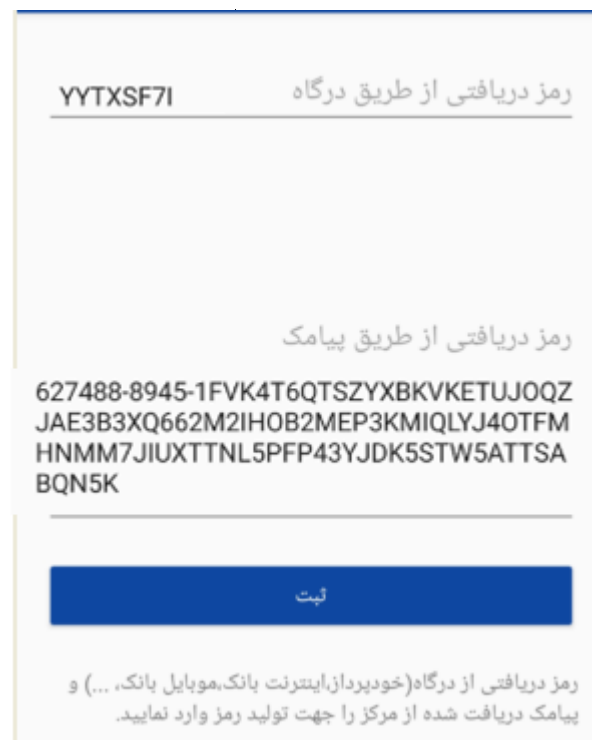 رمز دریافتی از طریق درگاه YYTXSF7I
رمز دریافتی از طریق پیامک
627488-8945-1FVK4T6QTSZYXBKVKETUJOQZ
JAE3B3XQ662M2IHOB2MEP3KMIQLYJ4OTFM
HNMM7JIUXTTNL5PFP43YJDK5STW5ATTSA
BQN5K
ثبت
رمز دریافتی از درگاه(خودپرداز،اینترنت بانک،موبایل بانک، ...) و
پیامک دریافت شده از مرکز را جهت تولید رمز وارد نمایید.